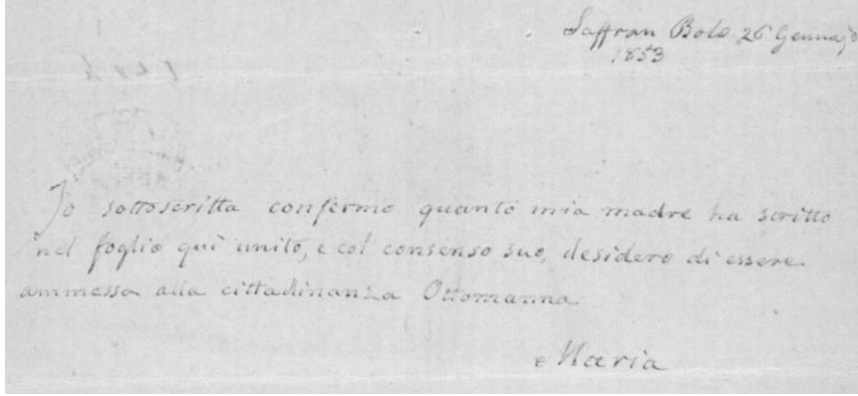 Saffran Bolo 26 Gennajo
1853
Io sottoscritta confermo quanto mia madre ha scritto
nel foglio qui unito, e col consenso suo, desidero di essere
ammessa alla cittadinanza Ottomanna
Maria